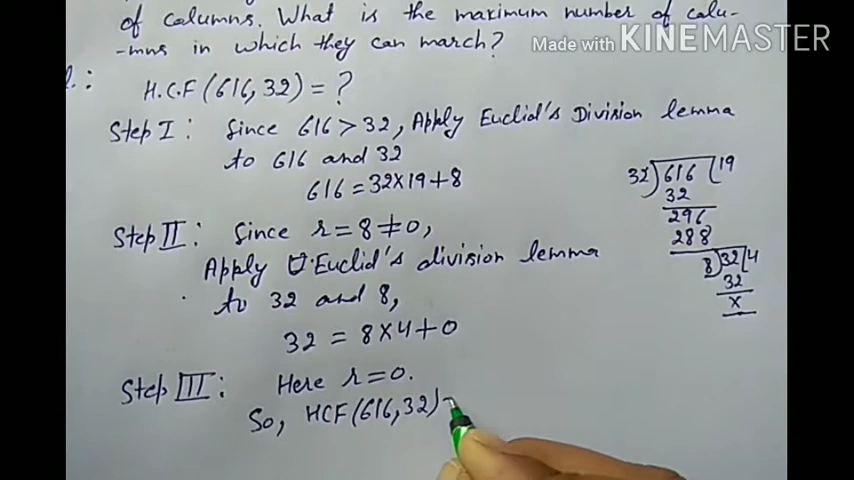 of columns. What is the maximum number of colu-
-mns in which they can march?
Made with KINEMASTER
H.C.F (616, 32) = ?
Step I : Since 616 > 32, Apply Euclid's Division lemma
to 616 and 32
616 = 32×19+8
Step II : Since r = 8 ≠ 0,
Apply Euclid's division lemma
to 32 and 8,
32 = 8×4+0
Step III : Here r = 0.
So, HCF (616, 32) =
32) 616 (19
32
296
288
8) 32 (4
32
x